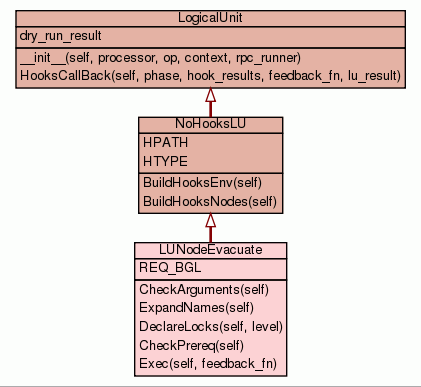 LogicalUnit
dry_run_result
__init__(self, processor, op, context, rpc_runner)
HooksCallBack(self, phase, hook_results, feedback_fn, lu_result)
NoHooksLU
HPATH
HTYPE
BuildHooksEnv(self)
BuildHooksNodes(self)
LUNodeEvacuate
REQ_BGL
CheckArguments(self)
ExpandNames(self)
DeclareLocks(self, level)
CheckPrereq(self)
Exec(self, feedback_fn)